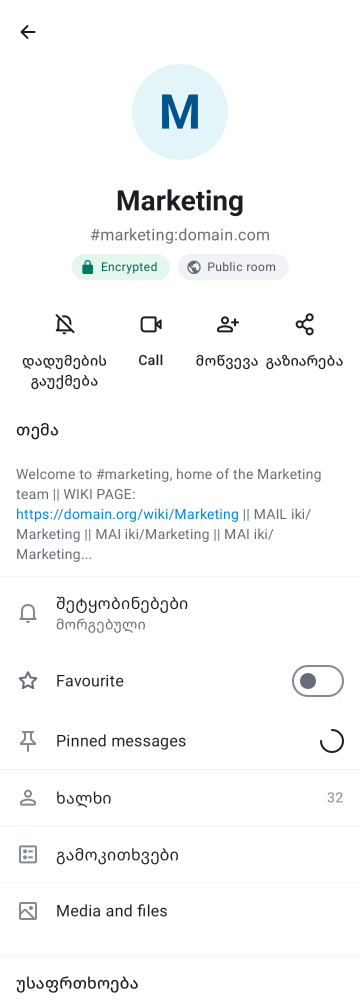 M
Marketing
#marketing:domain.com
Encrypted
Public room
დადუმების გაუქმება
Call
მოწვევა
გაზიარება
თემა
Welcome to #marketing, home of the Marketing
team || WIKI PAGE:
https://domain.org/wiki/Marketing || MAIL iki/
Marketing || MAI iki/Marketing || MAI iki/
Marketing...
შეტყობინებები
მორგებული
Favourite
Pinned messages
ხალხი 32
გამოკითხვები
Media and files
უსაფრთხოება